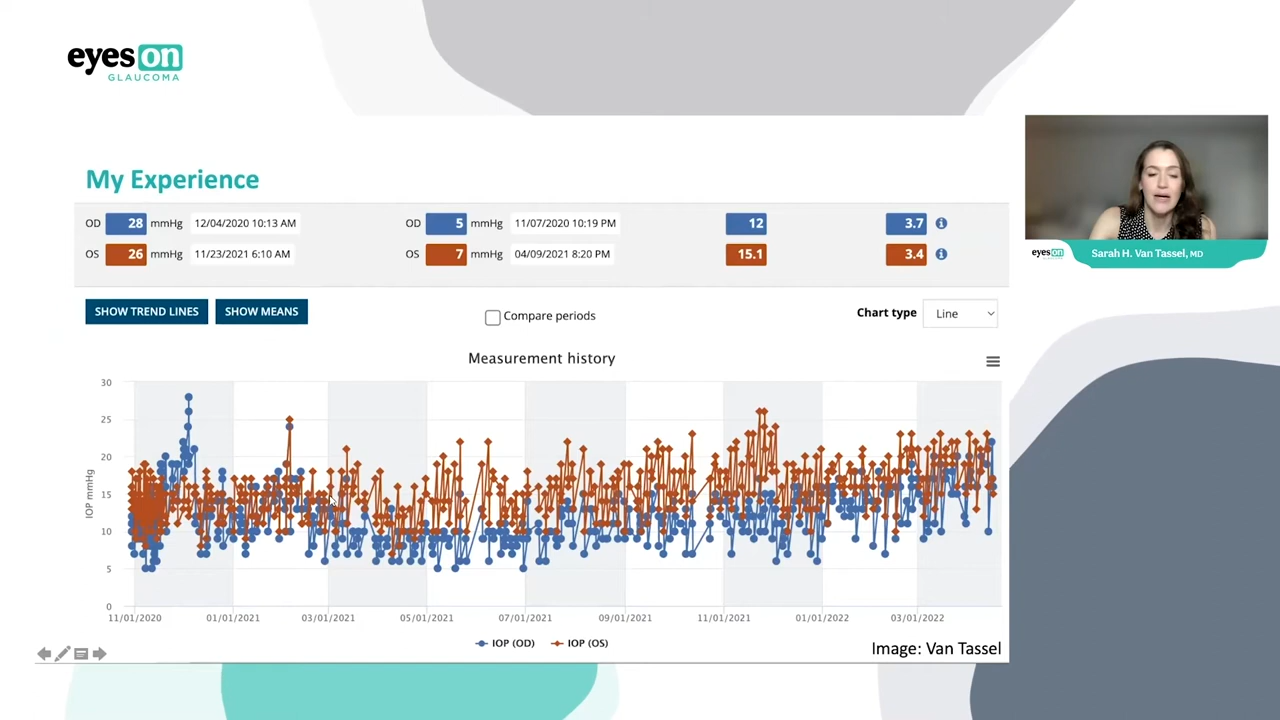 eyes on
GLAUCOMA
My Experience
OD 28 mmHg 12/04/2020 10:13 AM OD 5 mmHg 11/07/2020 10:19 PM 12 3.7 i
OS 26 mmHg 11/23/2021 6:10 AM OS 7 mmHg 04/09/2021 8:20 PM 15.1 3.4 i
SHOW TREND LINES SHOW MEANS Compare periods Chart type Line
Measurement history
30
25
20
15
10
5
0
IOP mmHg
11/01/2020 01/01/2021 03/01/2021 05/01/2021 07/01/2021 09/01/2021 11/01/2021 01/01/2022 03/01/2022
IOP (OD) IOP (OS)
Image: Van Tassel
eyes on Sarah H. Van Tassel, MD